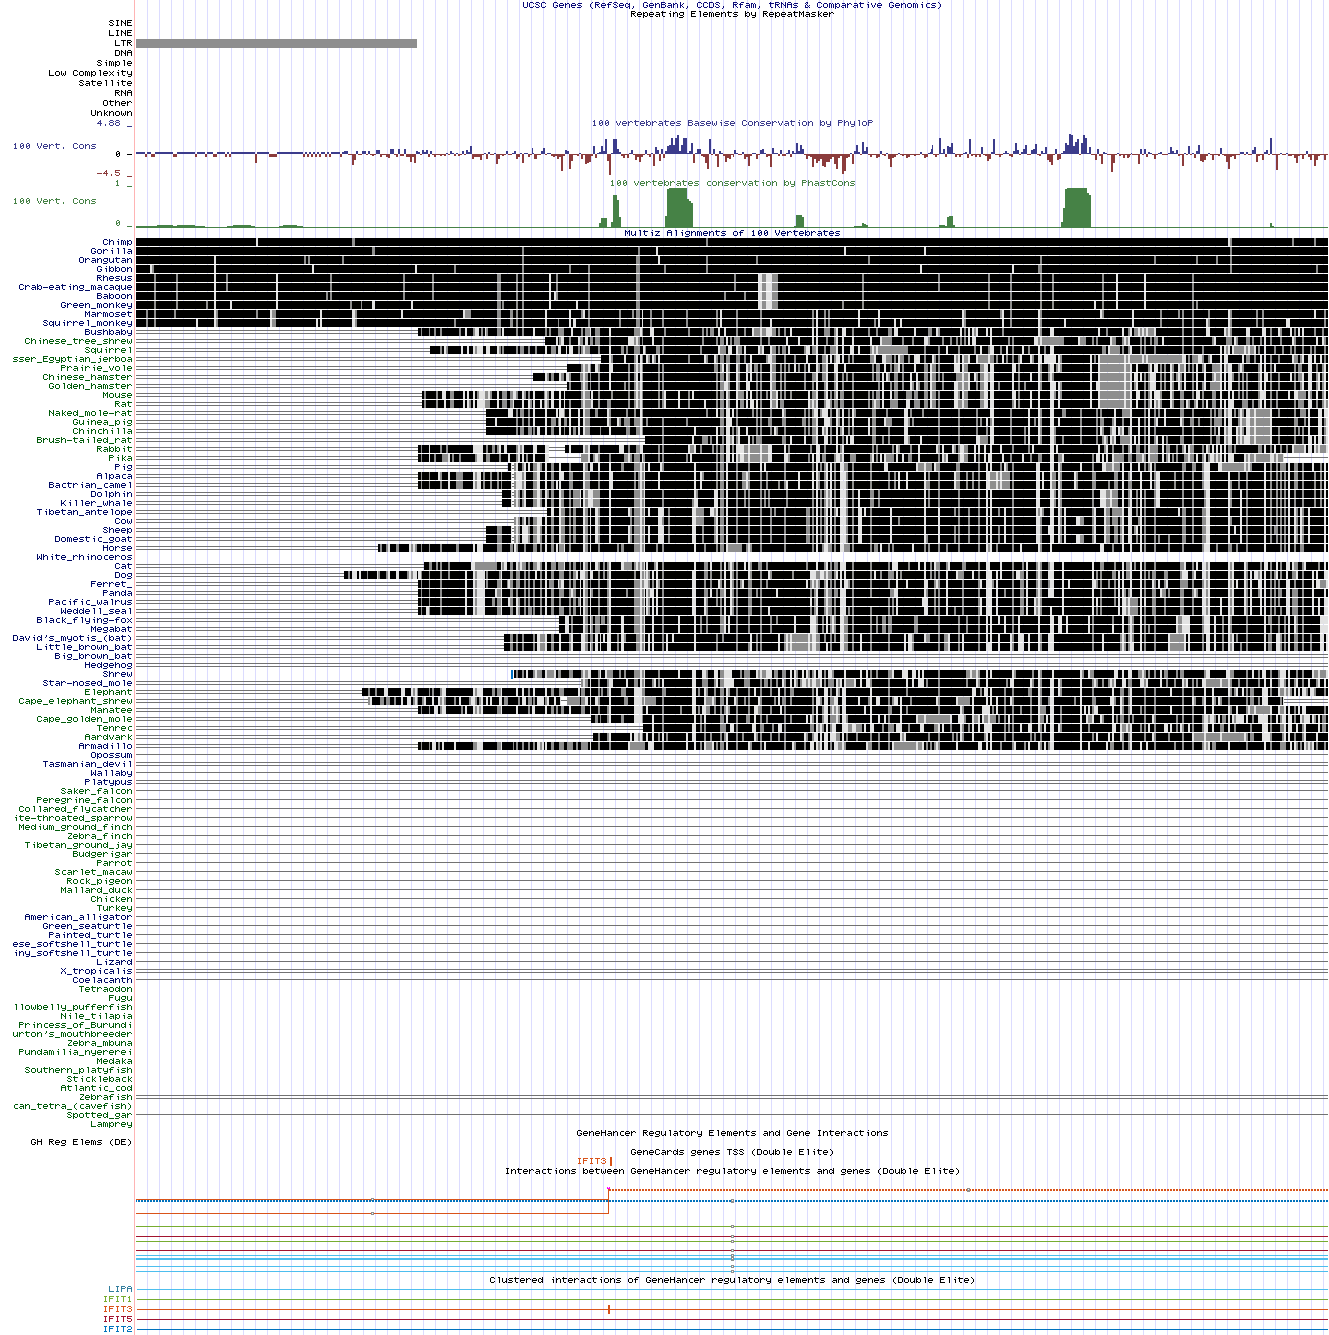 UCSC Genes (RefSeq, GenBank, CCDS, Rfam, tRNAs & Comparative Genomics)
Repeating Elements by RepeatMasker
SINE
LINE
LTR
DNA
Simple
Low Complexity
Satellite
RNA
Other
Unknown
4.88 _
100 vertebrates Basewise Conservation by PhyloP
100 Vert. Cons
0 -
-4.5 _
100 vertebrates conservation by PhastCons
1 _
100 Vert. Cons
0 _
Multiz Alignments of 100 Vertebrates
Chimp
Gorilla
Orangutan
Gibbon
Rhesus
Crab-eating_macaque
Baboon
Green_monkey
Marmoset
Squirrel_monkey
Bushbaby
Chinese_tree_shrew
Squirrel
sser_Egyptian_jerboa
Prairie_vole
Chinese_hamster
Golden_hamster
Mouse
Rat
Naked_mole-rat
Guinea_pig
Chinchilla
Brush-tailed_rat
Rabbit
Pika
Pig
Alpaca
Bactrian_camel
Dolphin
Killer_whale
Tibetan_antelope
Cow
Sheep
Domestic_goat
Horse
White_rhinoceros
Cat
Dog
Ferret_
Panda
Pacific_walrus
Weddell_seal
Black_flying-fox
Megabat
David's_myotis_(bat)
Little_brown_bat
Big_brown_bat
Hedgehog
Shrew
Star-nosed_mole
Elephant
Cape_elephant_shrew
Manatee
Cape_golden_mole
Tenrec
Aardvark
Armadillo
Opossum
Tasmanian_devil
Wallaby
Platypus
Saker_falcon
Peregrine_falcon
Collared_flycatcher
ite-throated_sparrow
Medium_ground_finch
Zebra_finch
Tibetan_ground_jay
Budgerigar
Parrot
Scarlet_macaw
Rock_pigeon
Mallard_duck
Chicken
Turkey
American_alligator
Green_seaturtle
Painted_turtle
ese_softshell_turtle
iny_softshell_turtle
Lizard
X_tropicalis
Coelacanth
Tetraodon
Fugu
llowbelly_pufferfish
Nile_tilapia
Princess_of_Burundi
urton's_mouthbreeder
Zebra_mbuna
Pundamilia_nyererei
Medaka
Southern_platyfish
Stickleback
Atlantic_cod
Zebrafish
can_tetra_(cavefish)
Spotted_gar
Lamprey
GeneHancer Regulatory Elements and Gene Interactions
GH Reg Elems (DE)
GeneCards genes TSS (Double Elite)
IFIT3
Interactions between GeneHancer regulatory elements and genes (Double Elite)
Clustered interactions of GeneHancer regulatory elements and genes (Double Elite)
LIPA
IFIT1
IFIT3
IFIT5
IFIT2